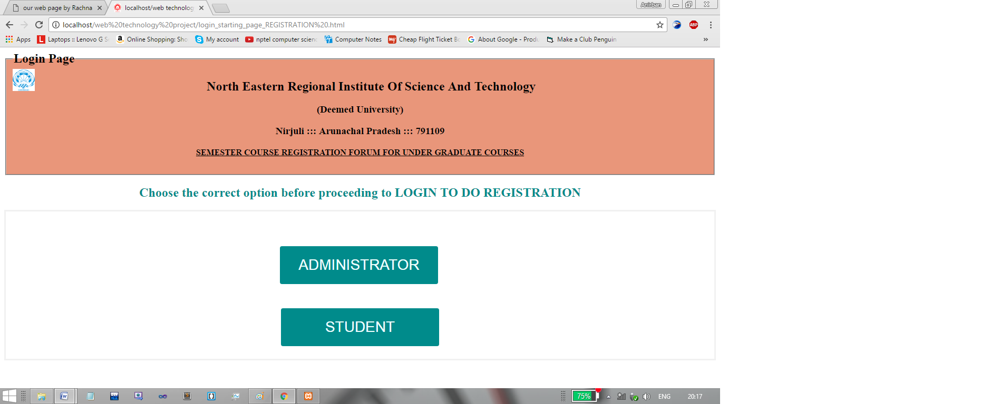 our web page by Rachna
localhost/web technolog
Anirban
localhost/web%20technology%20project/login_starting_page_REGISTRATION%20.html
ABP
Apps
Laptops :: Lenovo G S
Online Shopping: Sho
My account
nptel computer scienc
Computer Notes
my
Cheap Flight Ticket Bo
About Google - Produ
Make a Club Penguin
»
Login Page
North Eastern Regional Institute Of Science And Technology
(Deemed University)
Nirjuli ::: Arunachal Pradesh ::: 791109
SEMESTER COURSE REGISTRATION FORUM FOR UNDER GRADUATE COURSES
Choose the correct option before proceeding to LOGIN TO DO REGISTRATION
ADMINISTRATOR
STUDENT
75%
ENG
20:17